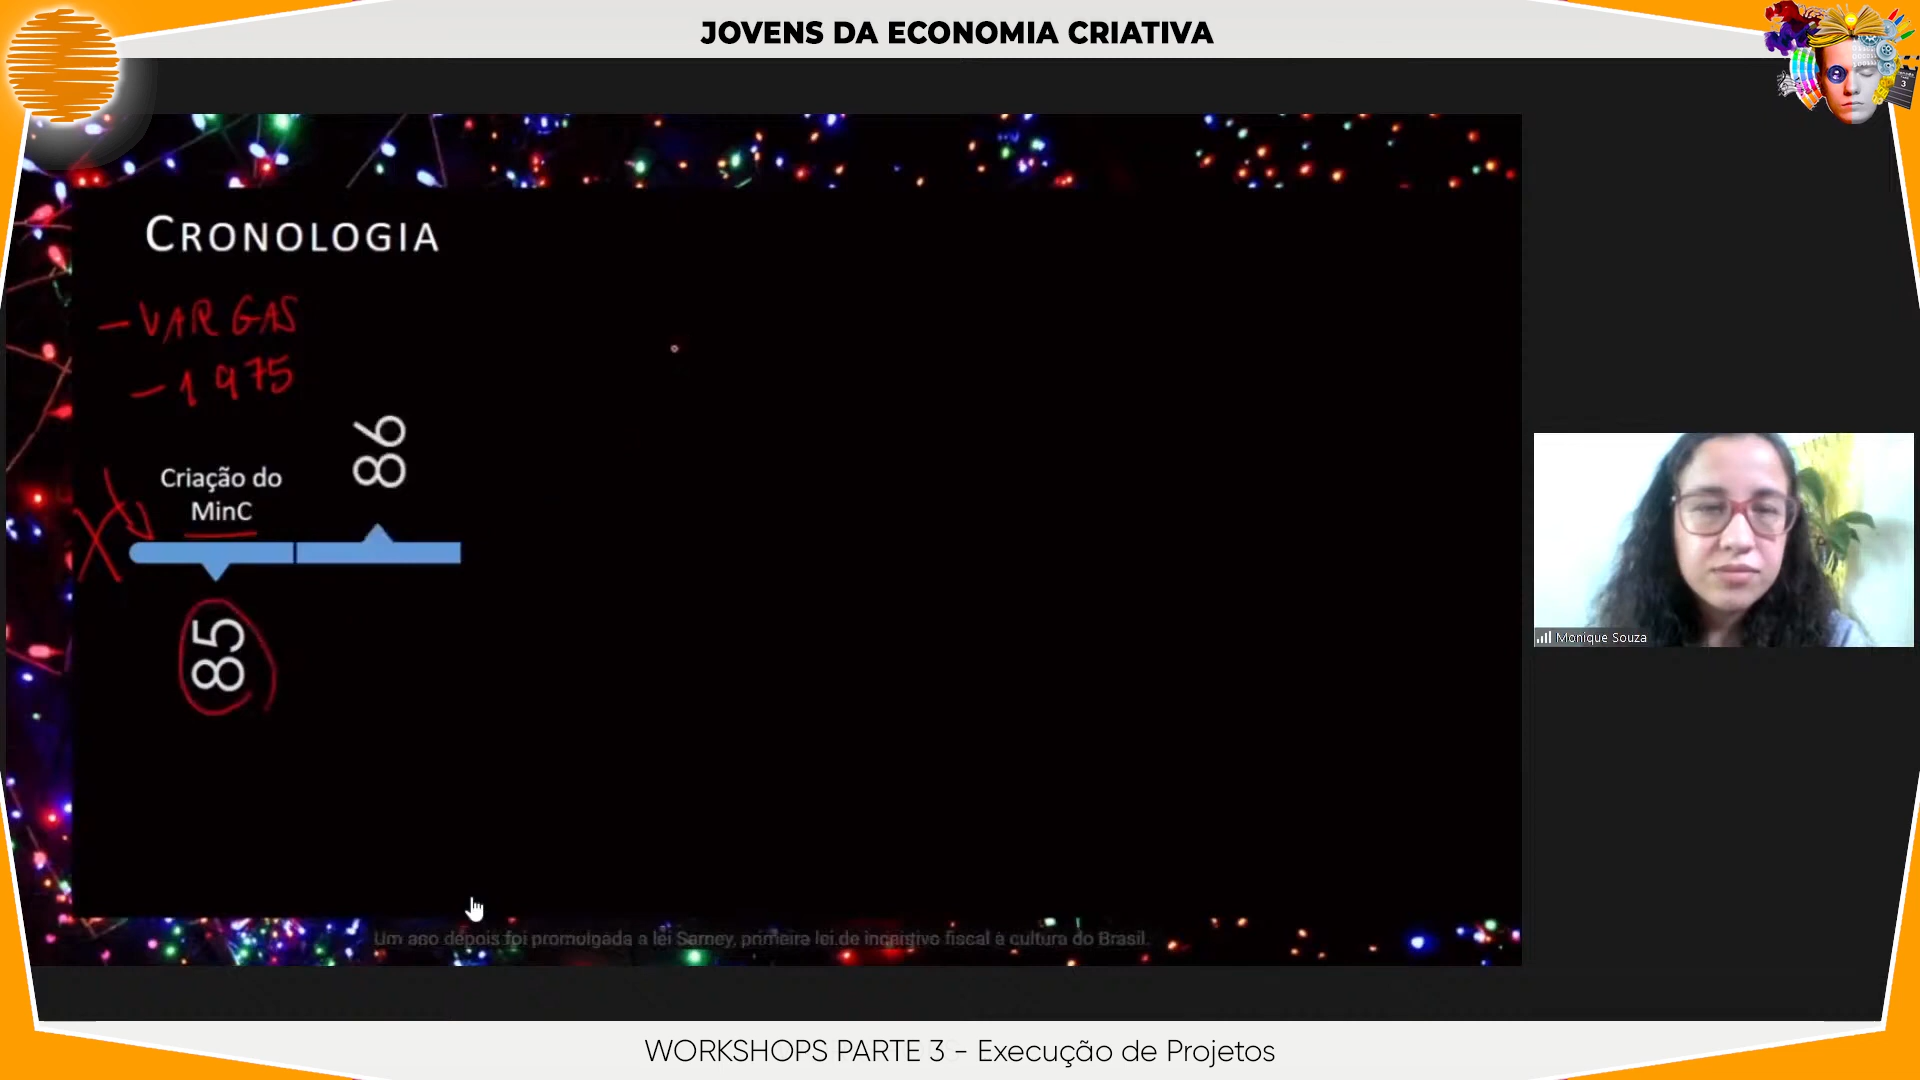 JOVENS DA ECONOMIA CRIATIVA
CRONOLOGIA
- VARGAS
- 1975
86
Criação do
MinC
X
85
Monique Souza
Um ano depois foi promulgada a lei Sarney, primeira lei de incentivo fiscal à cultura do Brasil.
WORKSHOPS PARTE 3 - Execução de Projetos